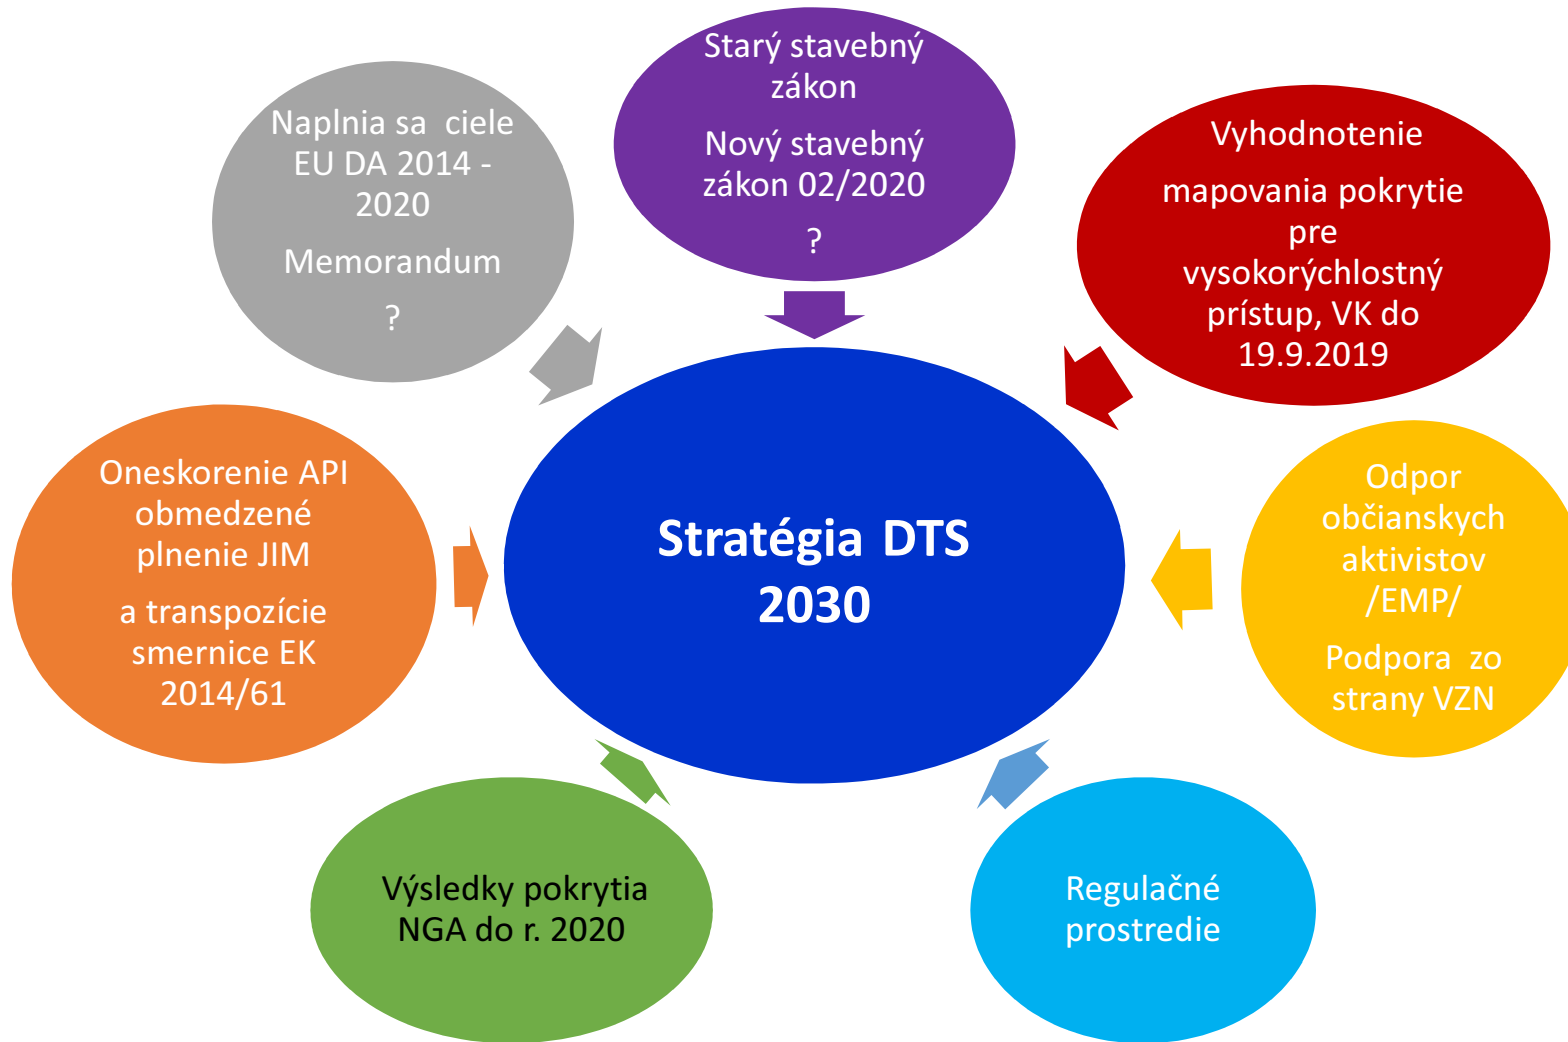 Starý stavebný
zákon
Nový stavebný
zákon 02/2020
?
Naplnia sa  ciele
EU DA 2014 -
2020
Memorandum
?
Vyhodnotenie
mapovania pokrytie
pre
vysokorýchlostný
prístup, VK do
19.9.2019
Oneskorenie API
obmedzené
plnenie JIM
a transpozície
smernice EK
2014/61
Stratégia DTS
2030
Odpor
občianskych
aktivistov
/EMP/
Podpora  zo
strany VZN
Výsledky pokrytia
NGA do r. 2020
Regulačné
prostredie